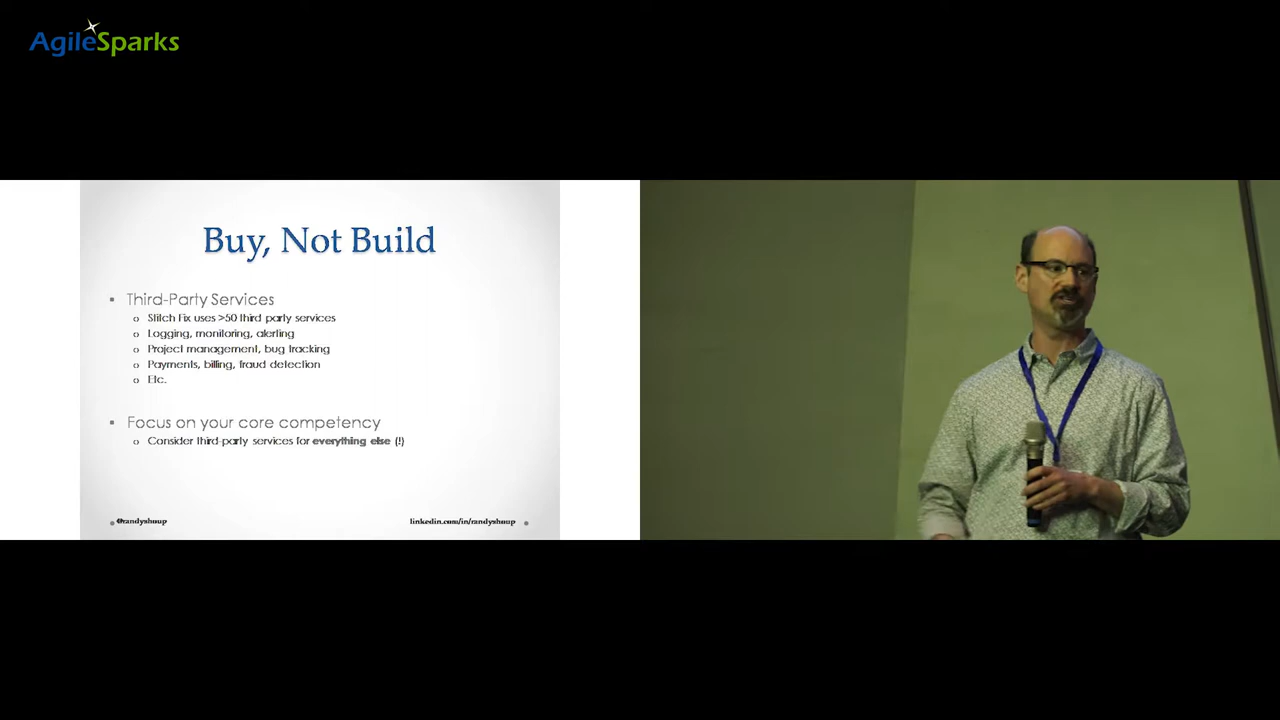 AgileSparks
Buy, Not Build
Third-Party Services
Stitch Fix uses >50 third party services
Logging, monitoring, alerting
Project management, bug tracking
Payments, billing, fraud detection
Etc.
Focus on your core competency
Consider third-party services for everything else (!)
@randyshoup
linkedin.com/in/randyshoup